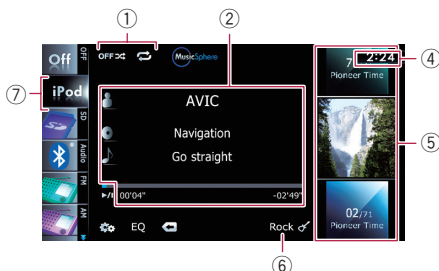 ① ②
OFF MusicSphere
2:24 ④
Off OFF
7
Pioneer Time
⑦ iPod
AVIC
SD
Navigation
⑤
Audio
Go straight
FM
02/71
Pioneer Time
00'04" -02'49"
AM
EQ Rock
⑥